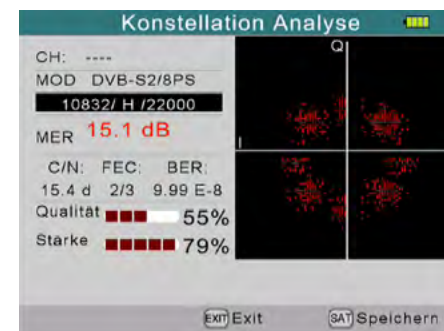 Konstellation Analyse
CH: ----
MOD DVB-S2/8PS
10832/ H /22000
MER 15.1 dB
C/N: FEC: BER:
15.4 d 2/3 9.99 E-8
Qualität 55%
Starke 79%
Q
I
EXIT Exit SAT Speichern